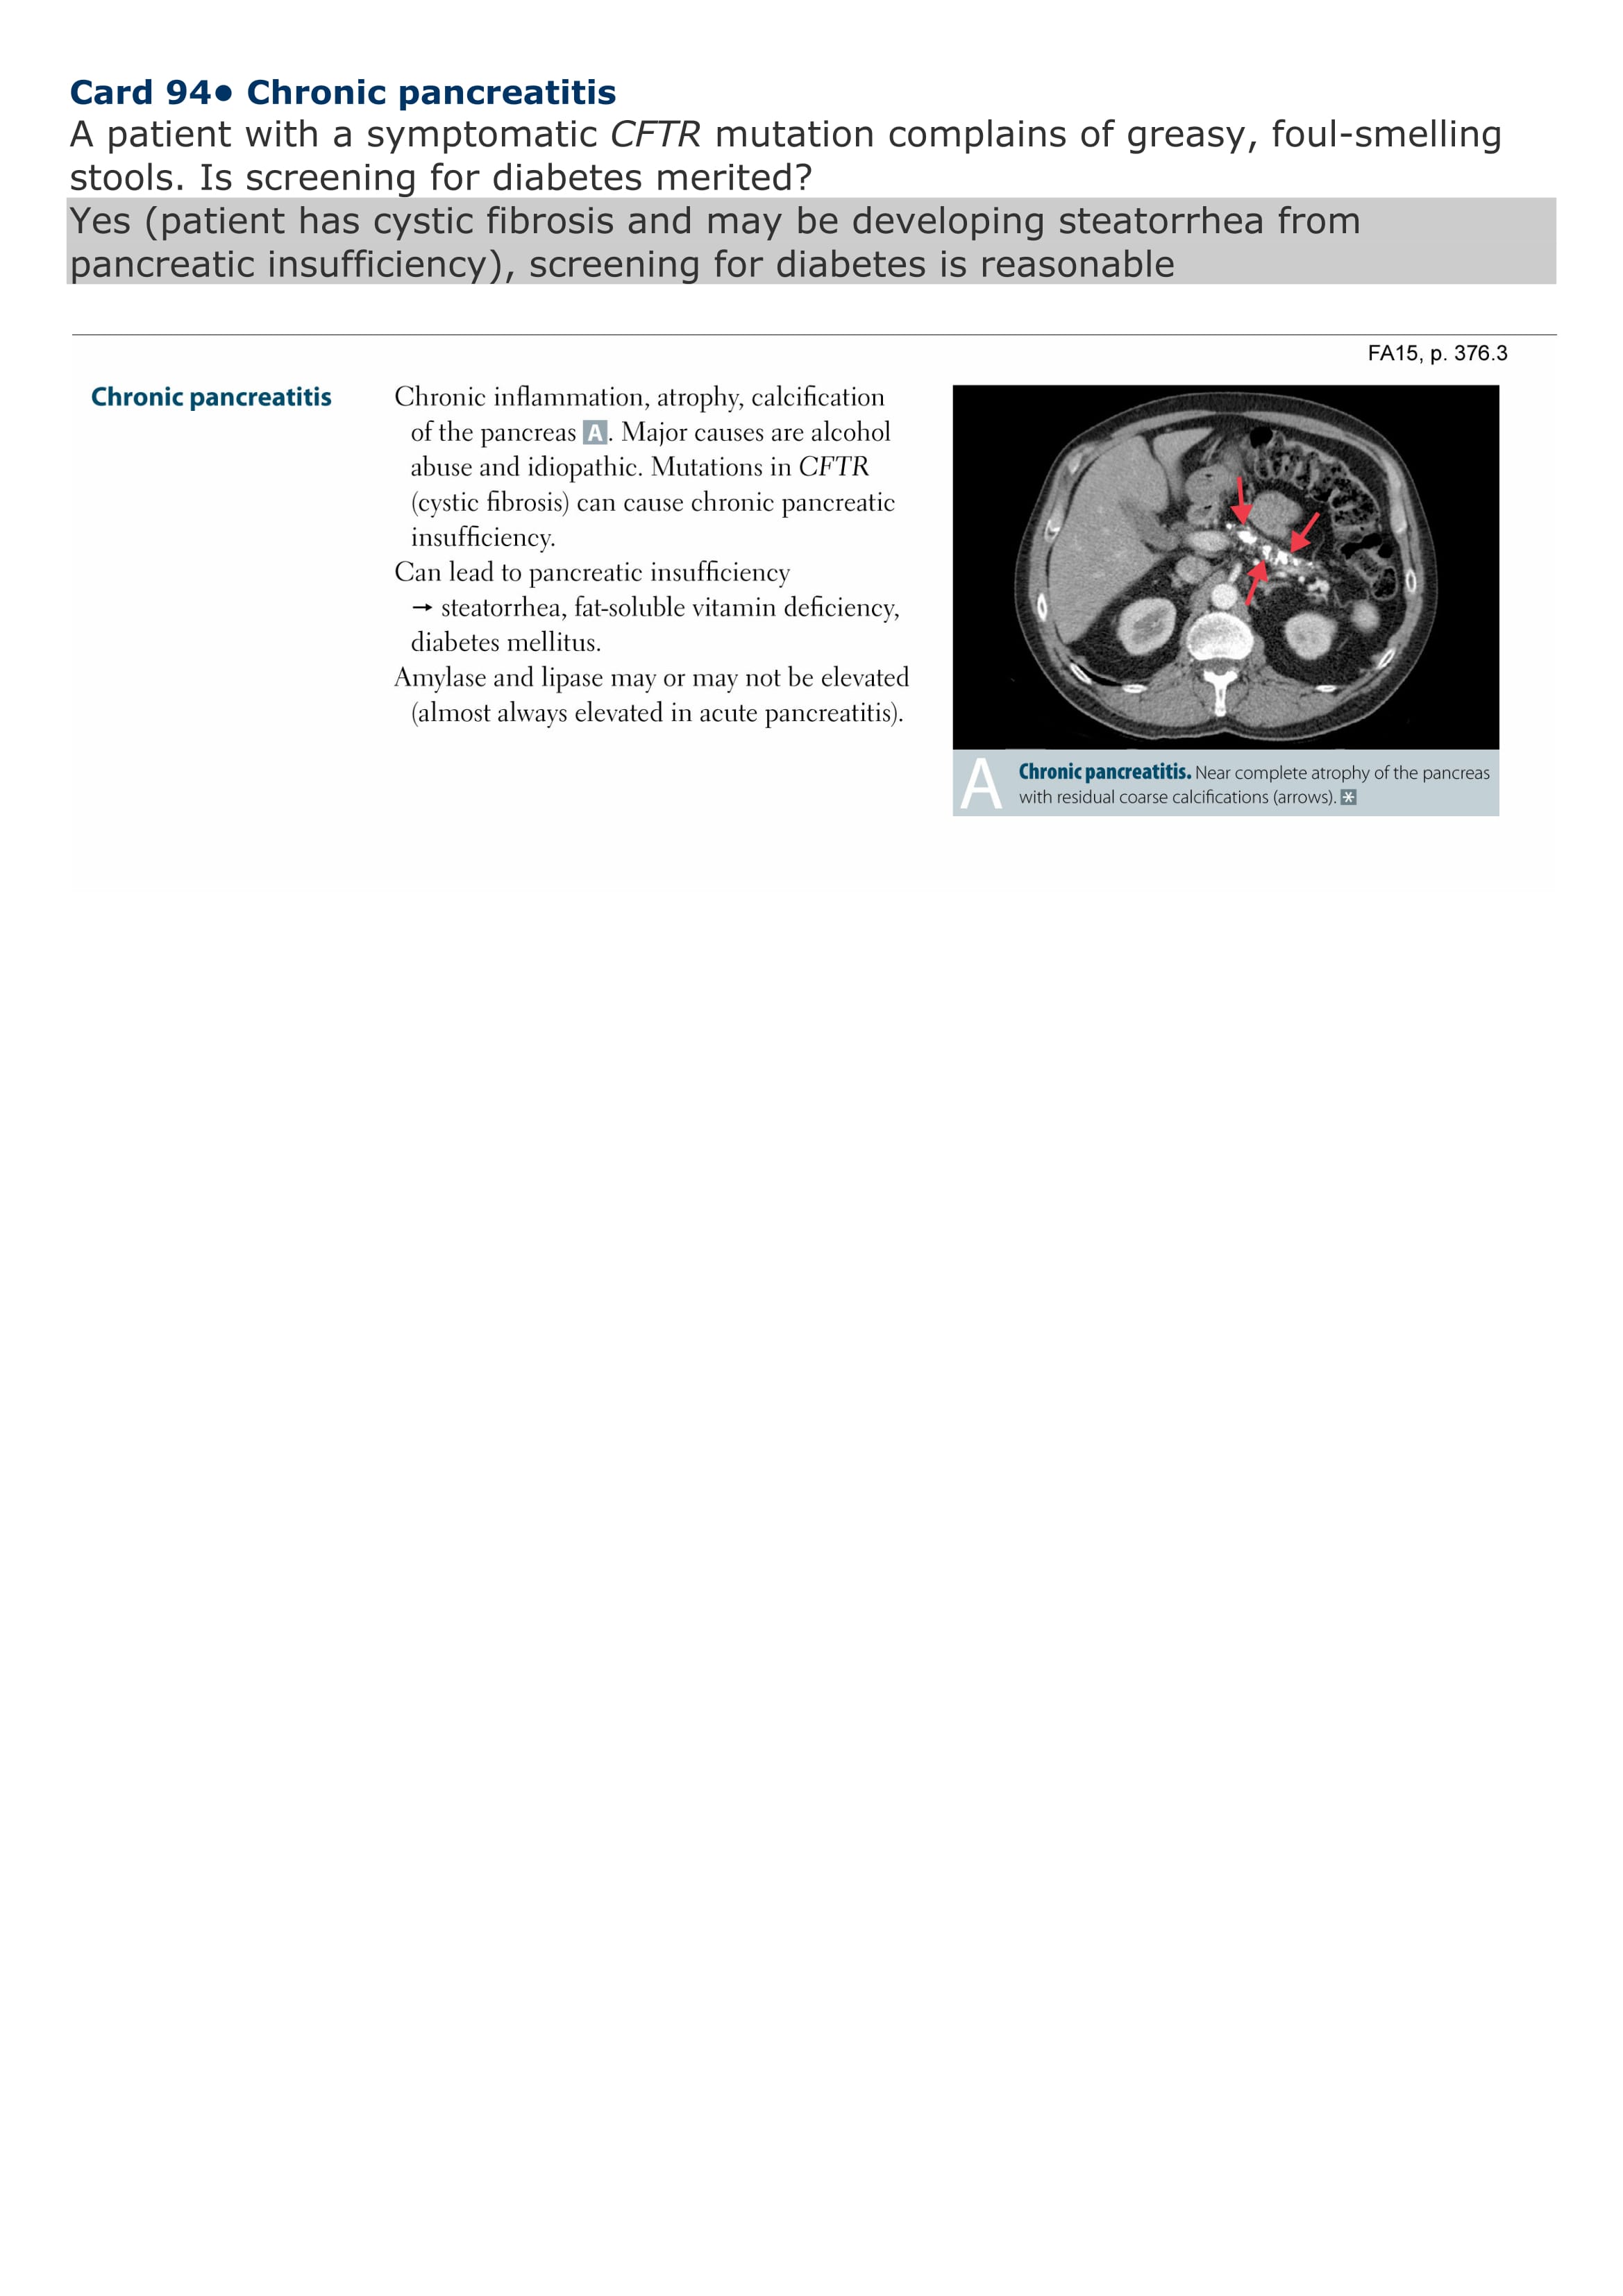 Card 94● Chronic pancreatitis
A patient with a symptomatic CFTR mutation complains of greasy, foul-smelling
stools. Is screening for diabetes merited?
Yes (patient has cystic fibrosis and may be developing steatorrhea from
pancreatic insufficiency), screening for diabetes is reasonable
FA15, p. 376.3
Chronic pancreatitis
Chronic inflammation, atrophy, calcification
of the pancreas A. Major causes are alcohol
abuse and idiopathic. Mutations in CFTR
(cystic fibrosis) can cause chronic pancreatic
insufficiency.
Can lead to pancreatic insufficiency
→ steatorrhea, fat-soluble vitamin deficiency,
diabetes mellitus.
Amylase and lipase may or may not be elevated
(almost always elevated in acute pancreatitis).
A
Chronic pancreatitis. Near complete atrophy of the pancreas
with residual coarse calcifications (arrows). *